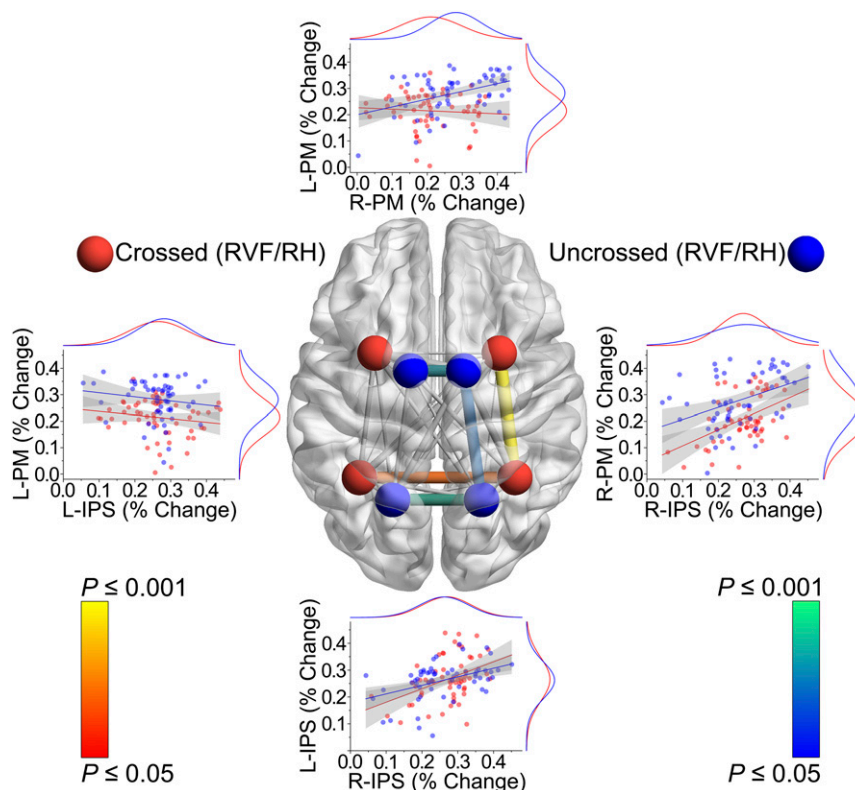 0.4
0.3
0.2
0.1
0.0
L-PM (% Change)
0.0 0.1 0.2 0.3 0.4
R-PM (% Change)
Crossed (RVF/RH)
Uncrossed (RVF/RH)
0.4
0.3
0.2
0.1
0.0
L-PM (% Change)
0.0 0.1 0.2 0.3 0.4
L-IPS (% Change)
0.4
0.3
0.2
0.1
0.0
R-PM (% Change)
0.0 0.1 0.2 0.3 0.4
R-IPS (% Change)
P ≤ 0.001
P ≤ 0.05
0.4
0.3
0.2
0.1
L-IPS (% Change)
0.0 0.1 0.2 0.3 0.4
R-IPS (% Change)
P ≤ 0.001
P ≤ 0.05